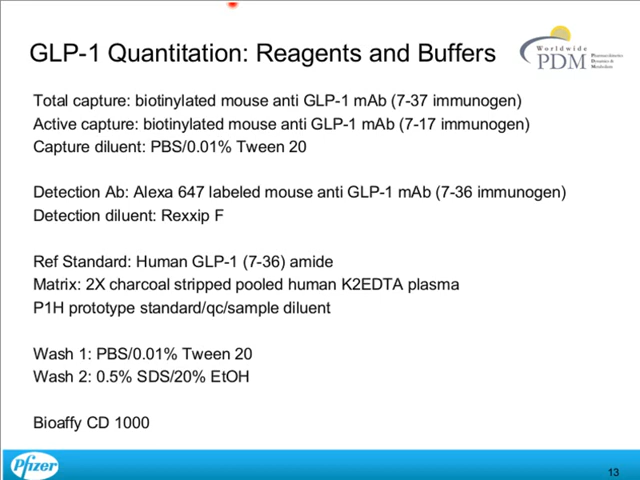 GLP-1 Quantitation: Reagents and Buffers
Worldwide
PDM
Pharmacokinetics
Dynamics &
Metabolism
Total capture: biotinylated mouse anti GLP-1 mAb (7-37 immunogen)
Active capture: biotinylated mouse anti GLP-1 mAb (7-17 immunogen)
Capture diluent: PBS/0.01% Tween 20
Detection Ab: Alexa 647 labeled mouse anti GLP-1 mAb (7-36 immunogen)
Detection diluent: Rexxip F
Ref Standard: Human GLP-1 (7-36) amide
Matrix: 2X charcoal stripped pooled human K2EDTA plasma
P1H prototype standard/qc/sample diluent
Wash 1: PBS/0.01% Tween 20
Wash 2: 0.5% SDS/20% EtOH
Bioaffy CD 1000
Pfizer
13